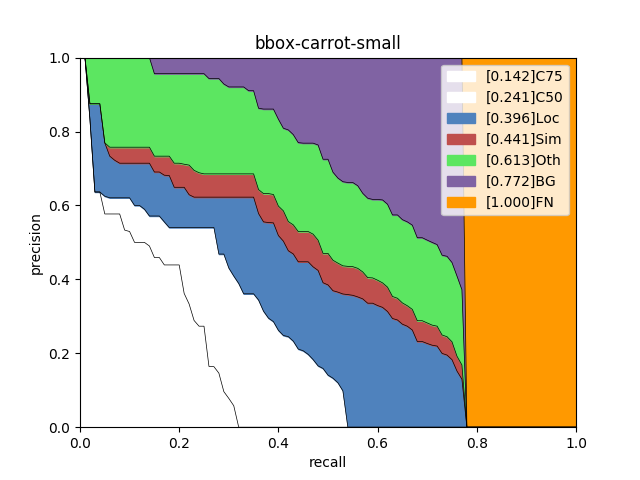 bbox-carrot-small
1.0
0.8
0.6
0.4
0.2
0.0
precision
[0.142]C75
[0.241]C50
[0.396]Loc
[0.441]Sim
[0.613]Oth
[0.772]BG
[1.000]FN
0.0 0.2 0.4 0.6 0.8 1.0
recall